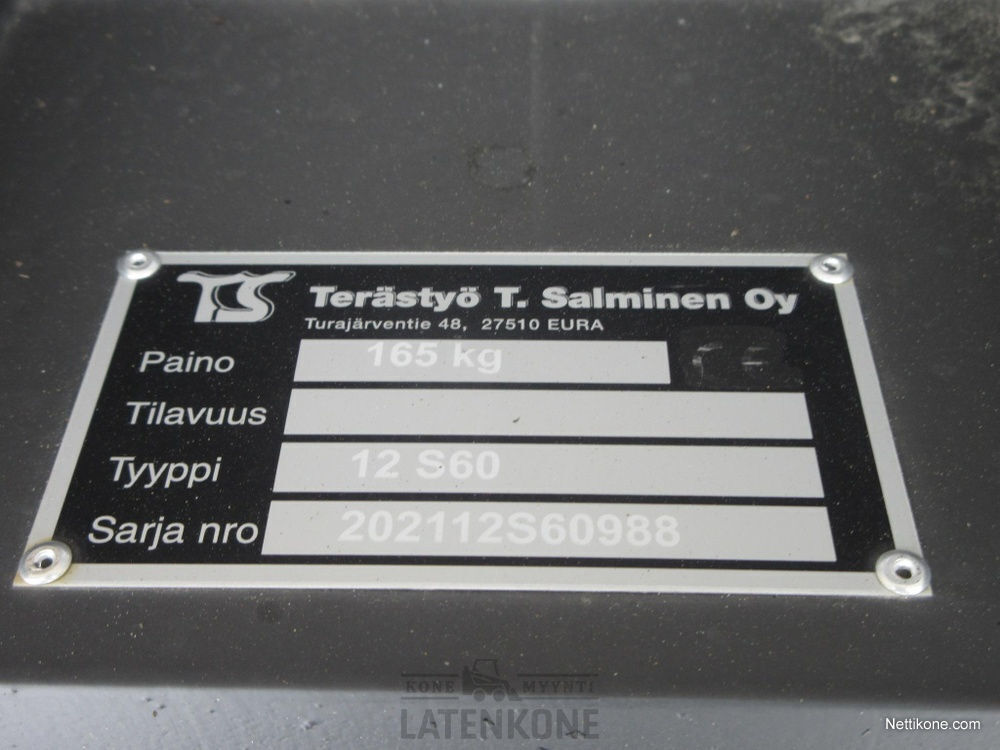 TS
Terästyö T. Salminen Oy
Turajärventie 48, 27510 EURA
Paino 165 kg
CE
Tilavuus
Tyyppi 12 S60
Sarja nro 202112S60988
KONE MYYNTI
LATENKONE
Nettikone.com